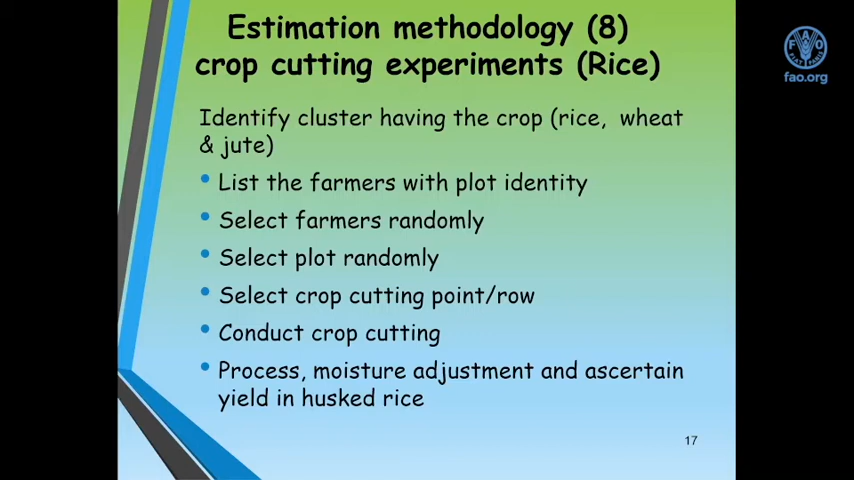 Estimation methodology (8)
crop cutting experiments (Rice)
Identify cluster having the crop (rice, wheat
& jute)
• List the farmers with plot identity
• Select farmers randomly
• Select plot randomly
• Select crop cutting point/row
• Conduct crop cutting
• Process, moisture adjustment and ascertain
yield in husked rice
17
F A O
FIAT PANIS
fao.org